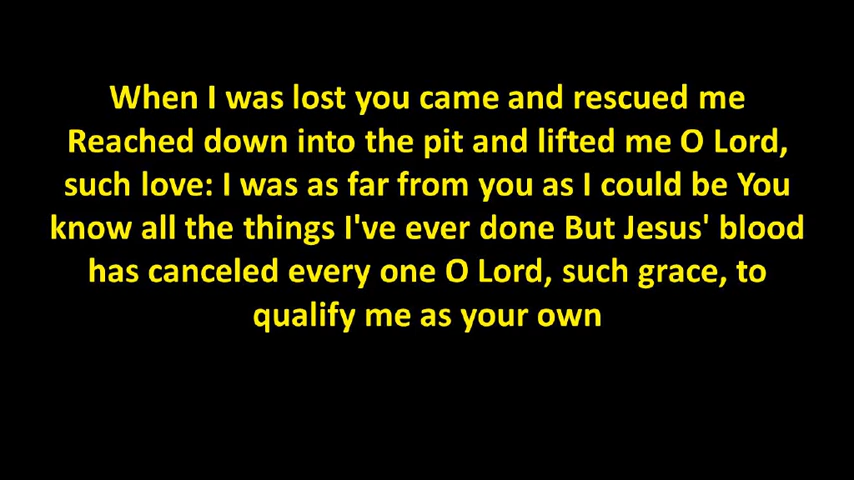 When I was lost you came and rescued me
Reached down into the pit and lifted me O Lord,
such love: I was as far from you as I could be You
know all the things I've ever done But Jesus' blood
has canceled every one O Lord, such grace, to
qualify me as your own